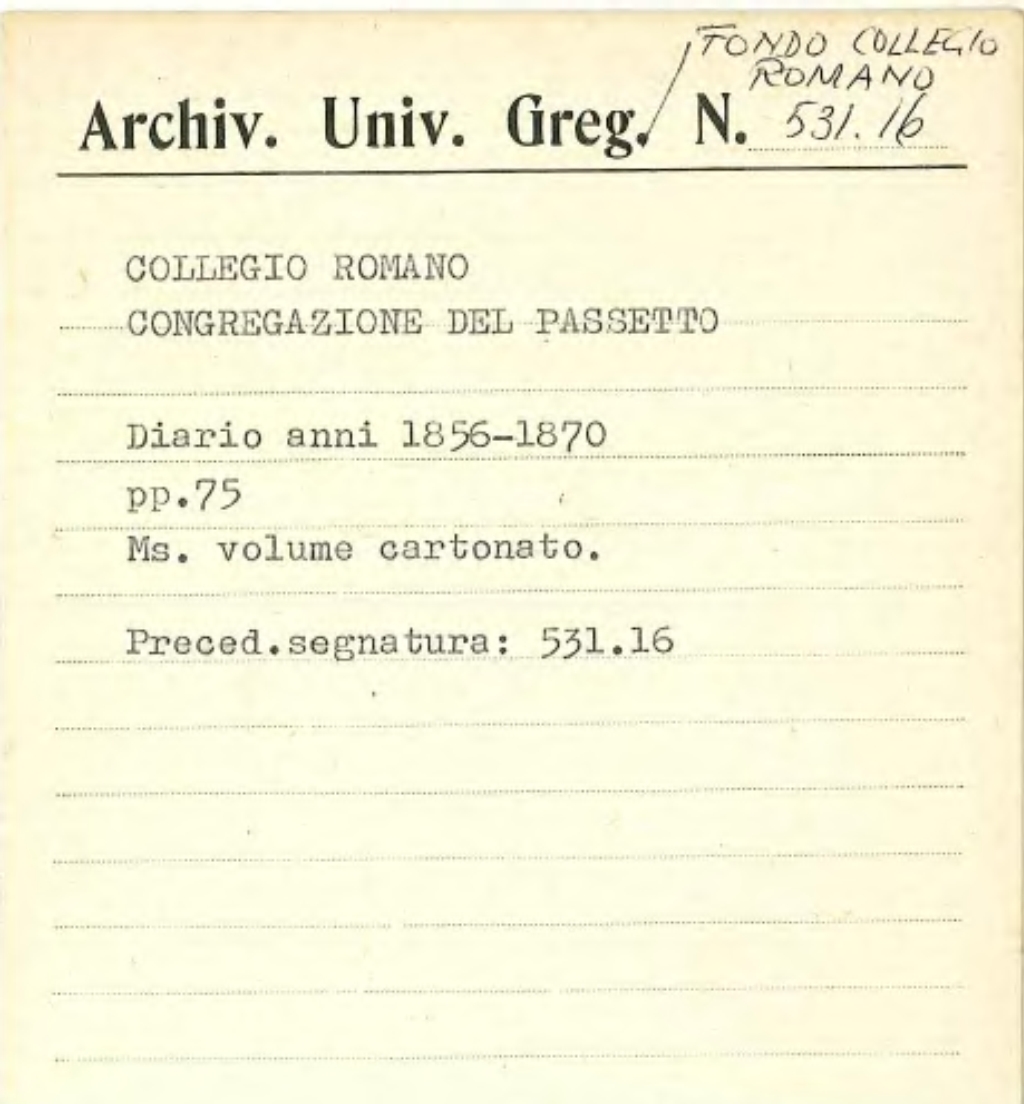 FONDO COLLEGIO
ROMANO
Archiv. Univ. Greg. / N. 531.16
COLLEGIO ROMANO
CONGREGAZIONE DEL PASSETTO
Diario anni 1856-1870
pp.75
Ms. volume cartonato.
Preced.segnatura: 531.16